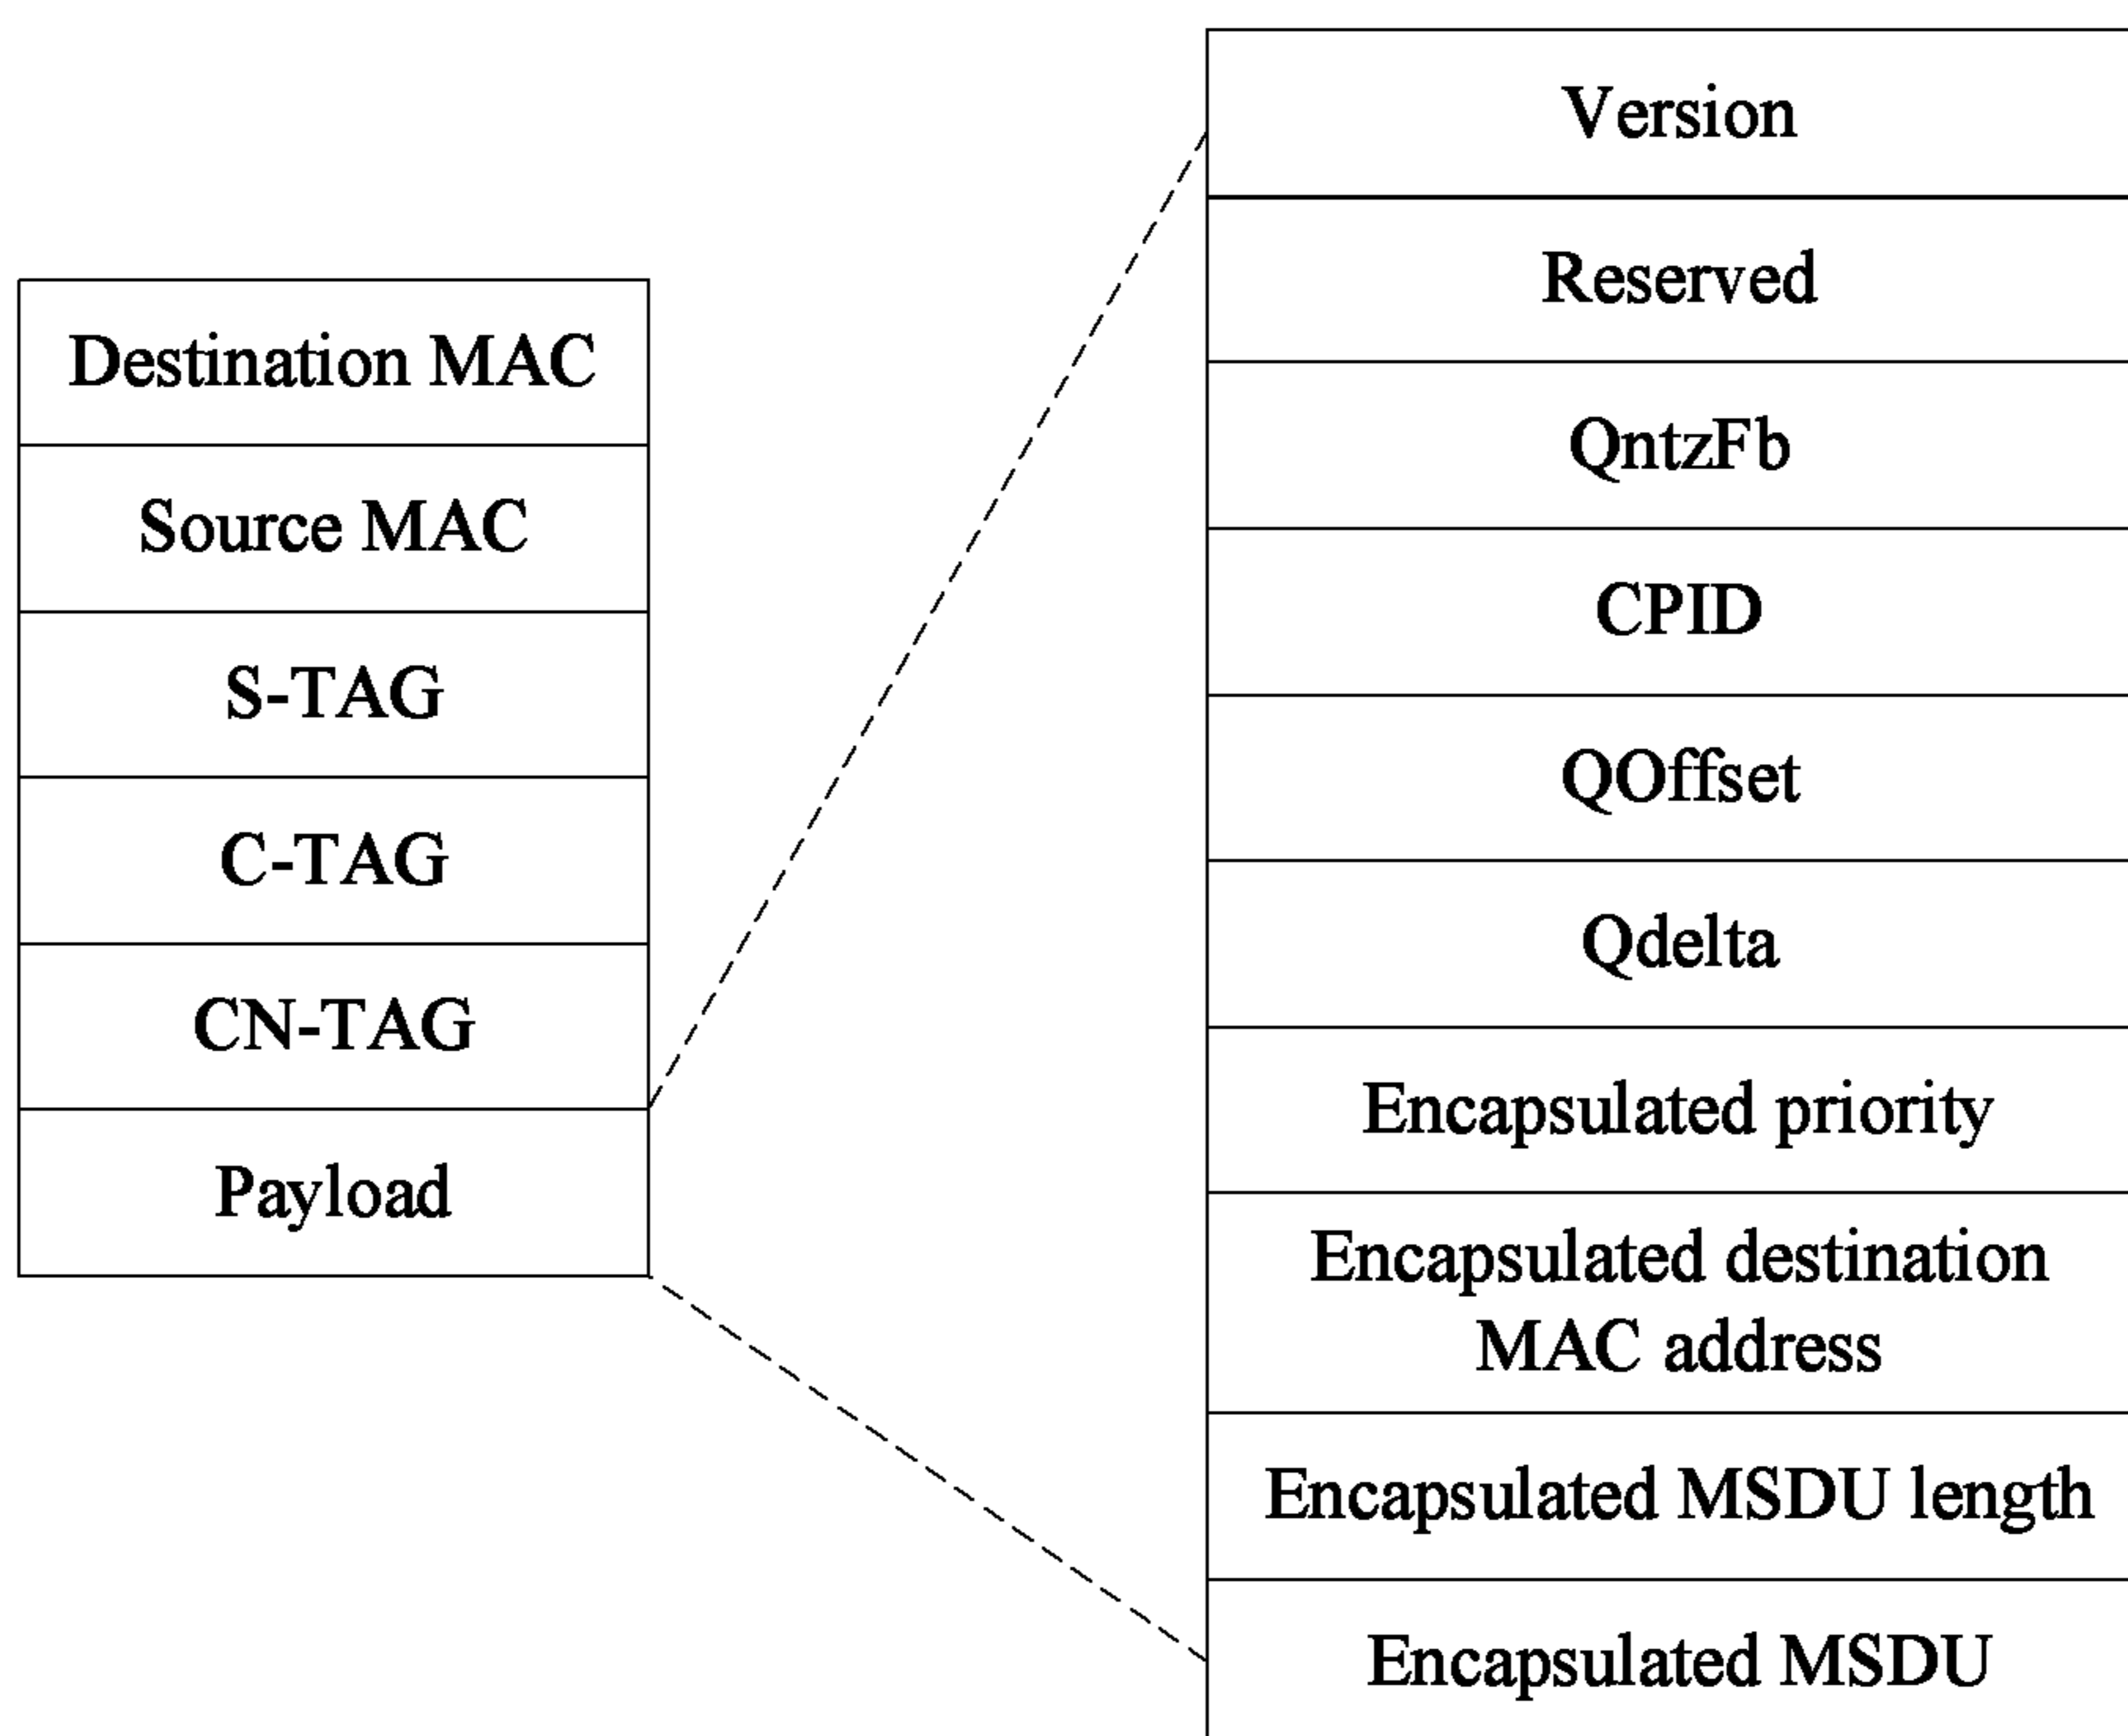 Destination MAC
Source MAC
S-TAG
C-TAG
CN-TAG
Payload
Version
Reserved
QntzFb
CPID
QOffset
Qdelta
Encapsulated priority
Encapsulated destination
MAC address
Encapsulated MSDU length
Encapsulated MSDU